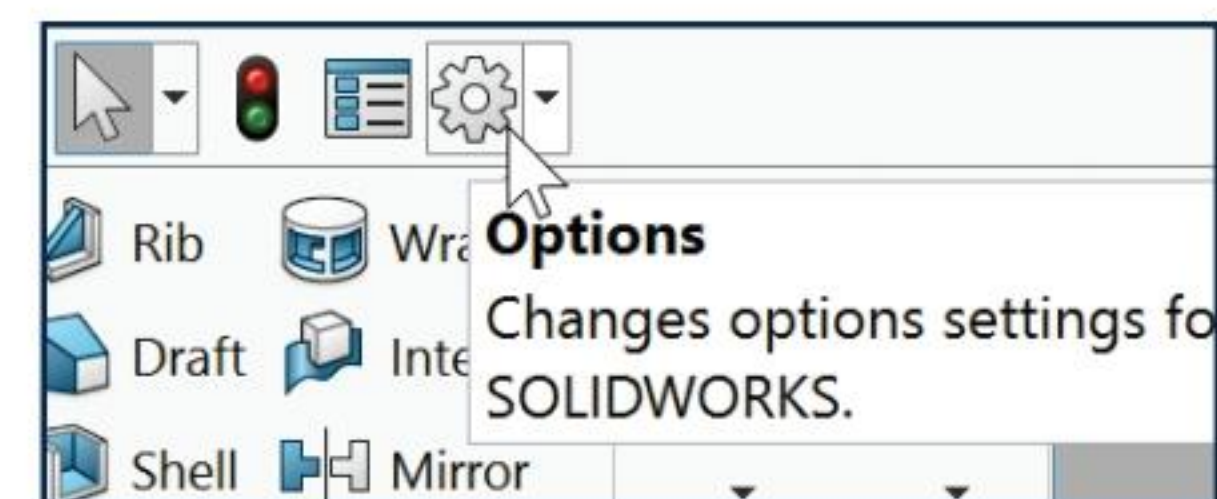 Rib
Wra
Options
Changes options settings fo
SOLIDWORKS.
Draft
Inte
Shell
Mirror